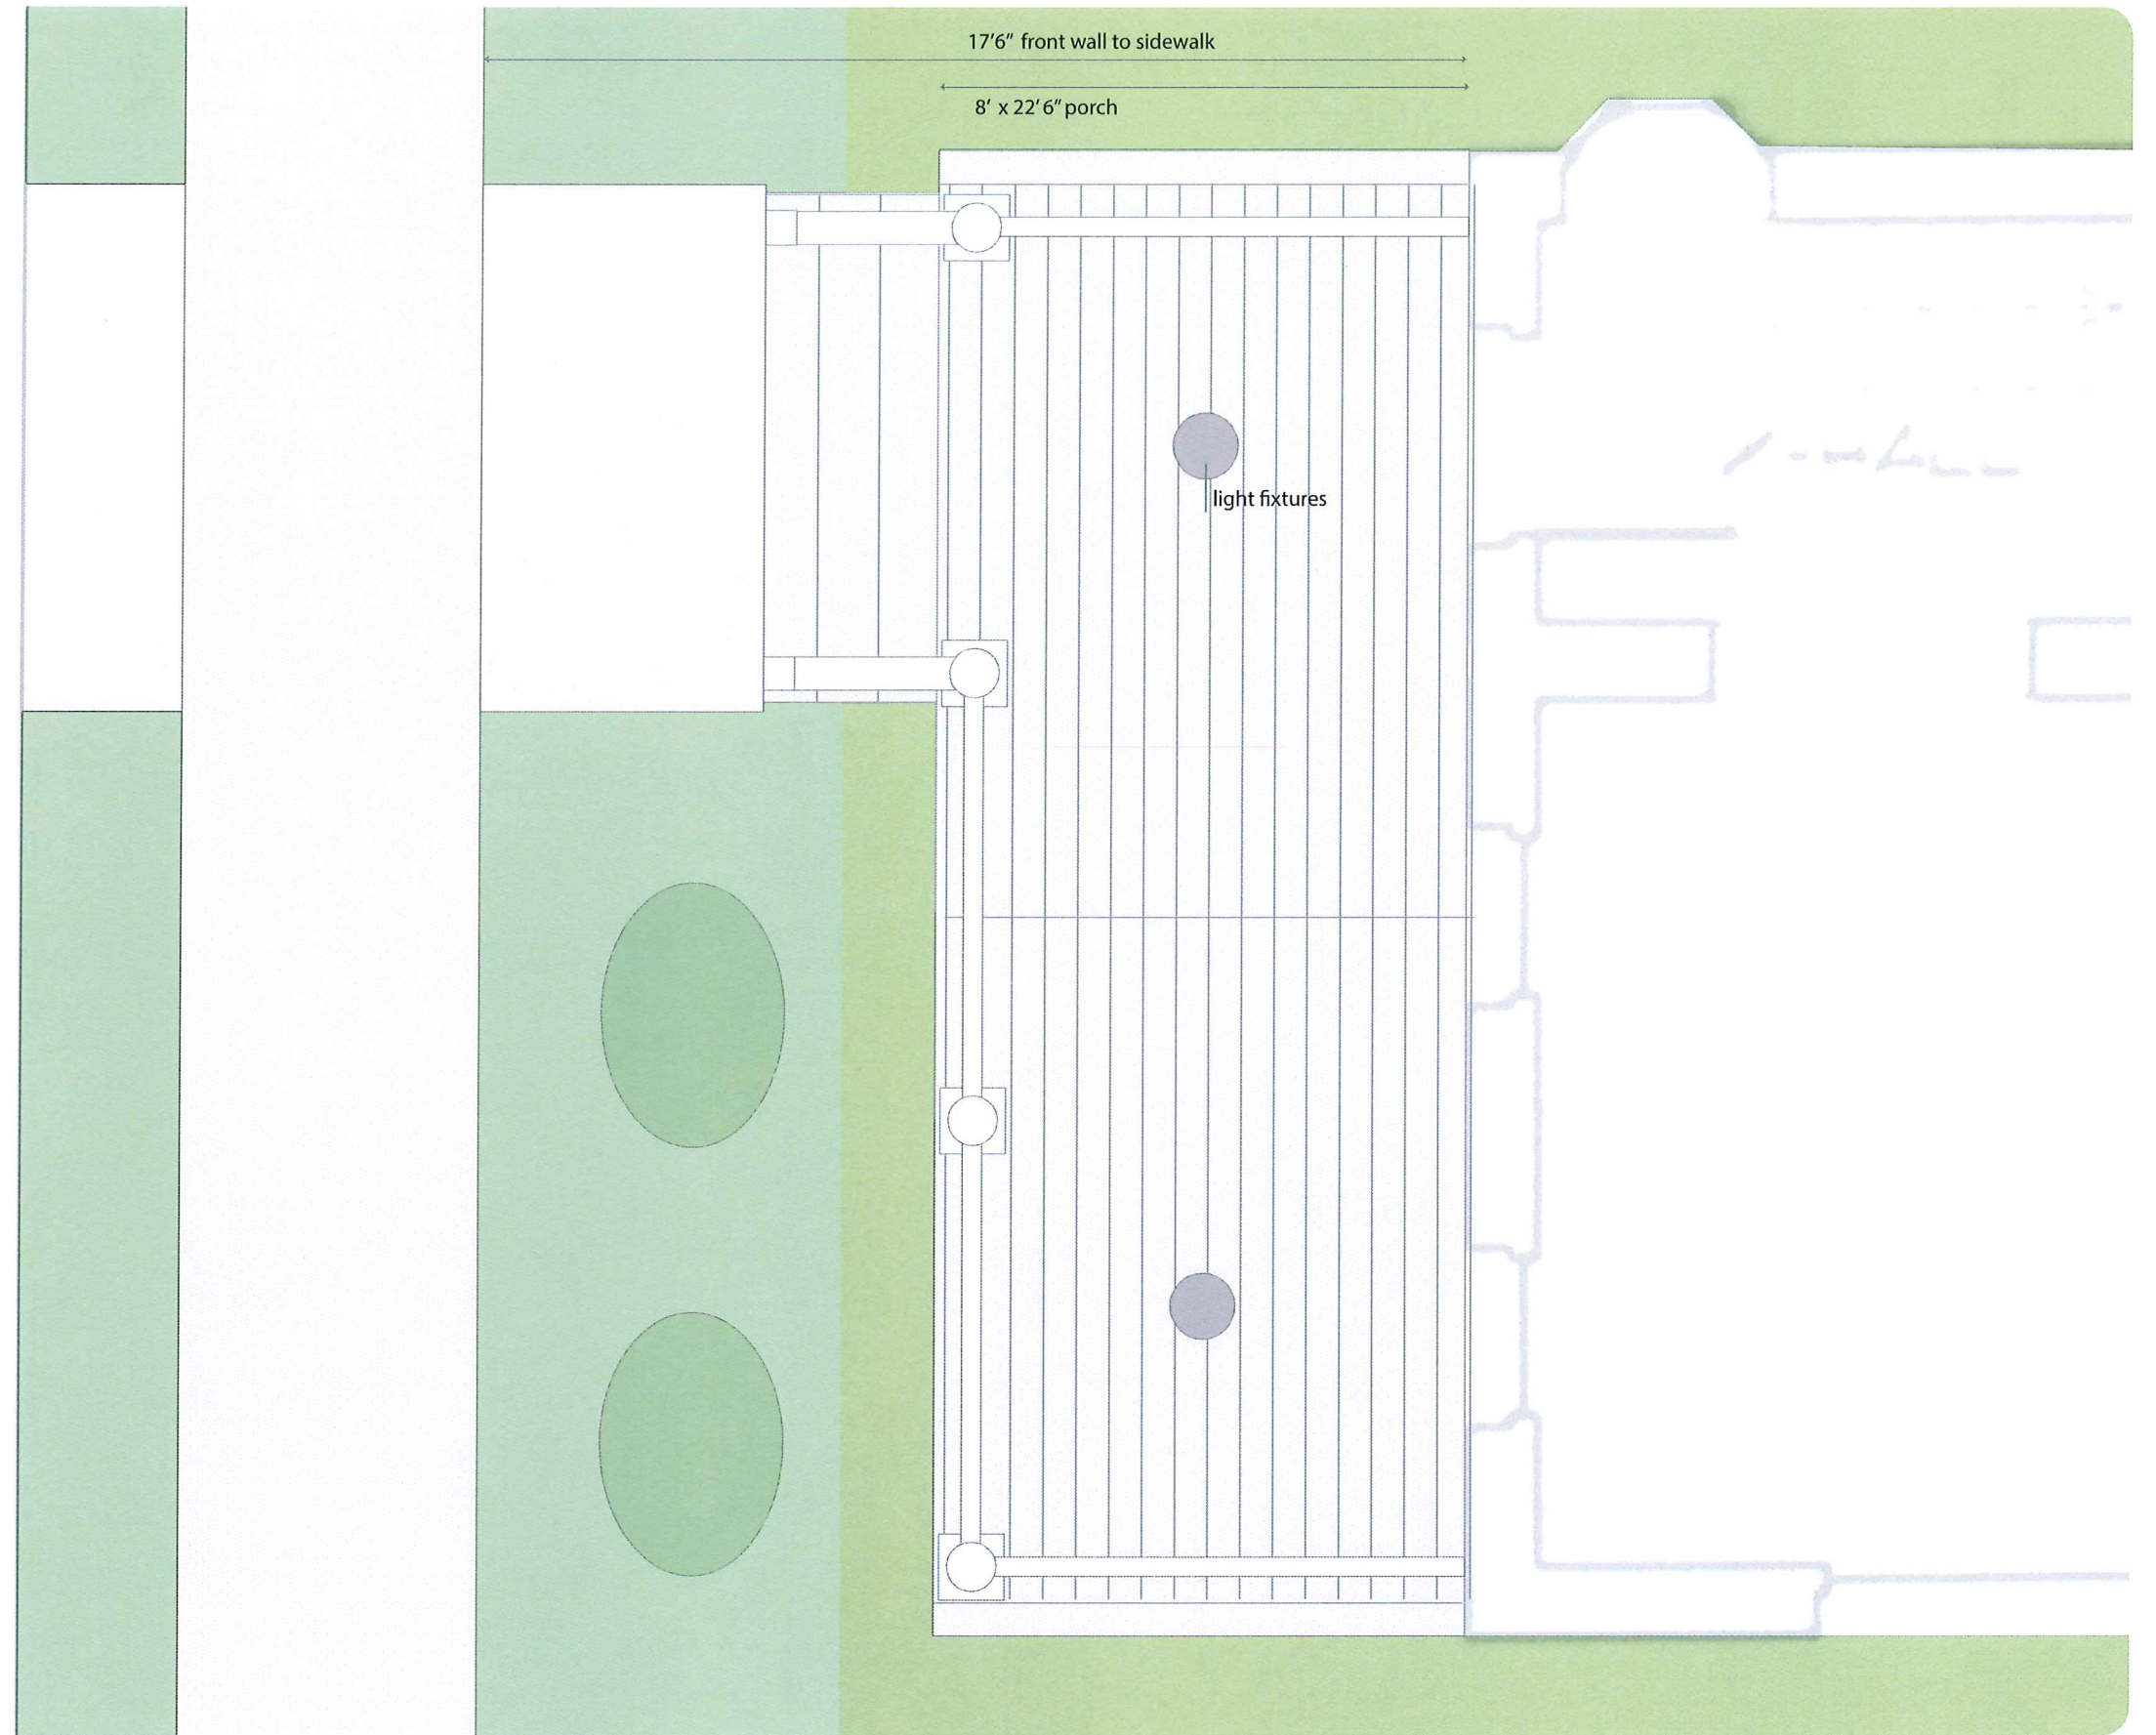 17'6" front wall to sidewalk
8' x 22'6" porch
light fixtures